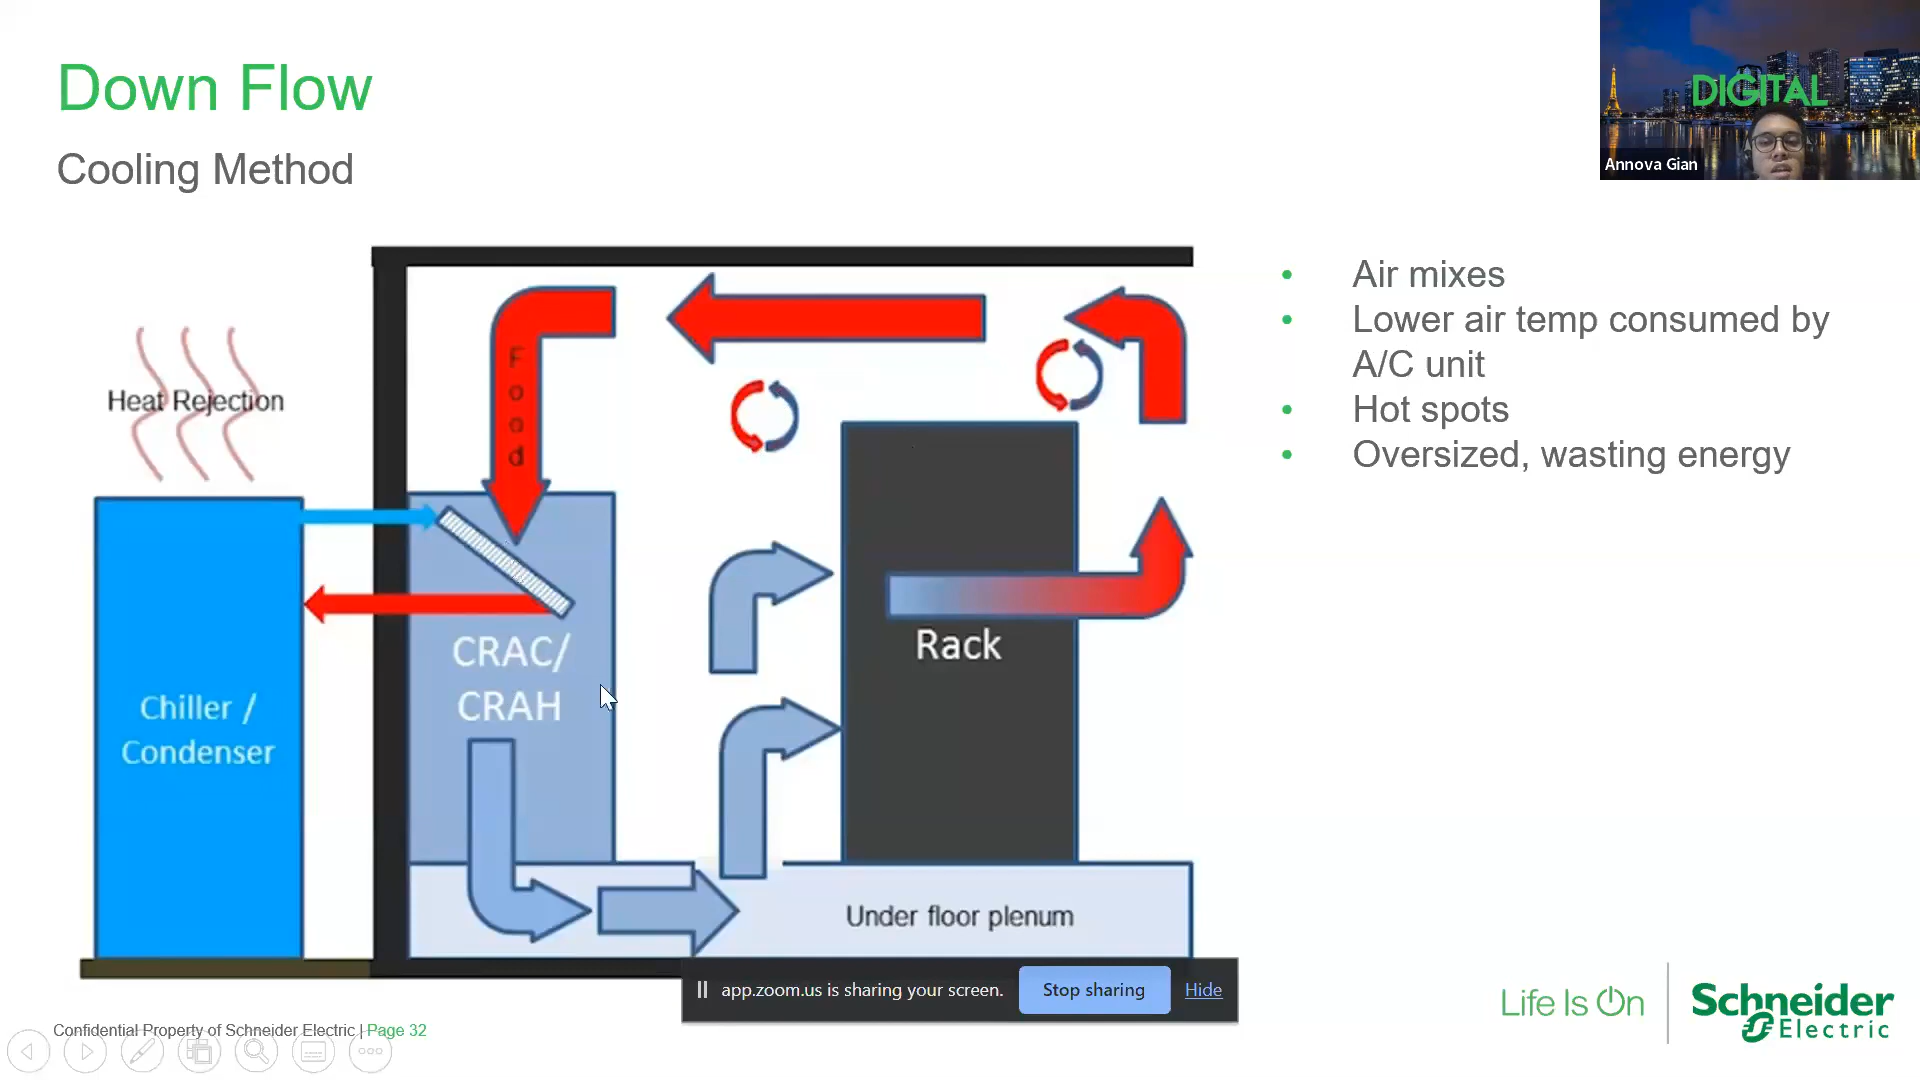 Down Flow
Cooling Method
DIGITAL
Annova Gian
Air mixes
Lower air temp consumed by
A/C unit
Hot spots
Oversized, wasting energy
Heat Rejection
Food
Chiller /
Condenser
CRAC/
CRAH
Rack
Under floor plenum
app.zoom.us is sharing your screen.
Stop sharing
Hide
Confidential Property of Schneider Electric | Page 32
Life Is On
Schneider
Electric